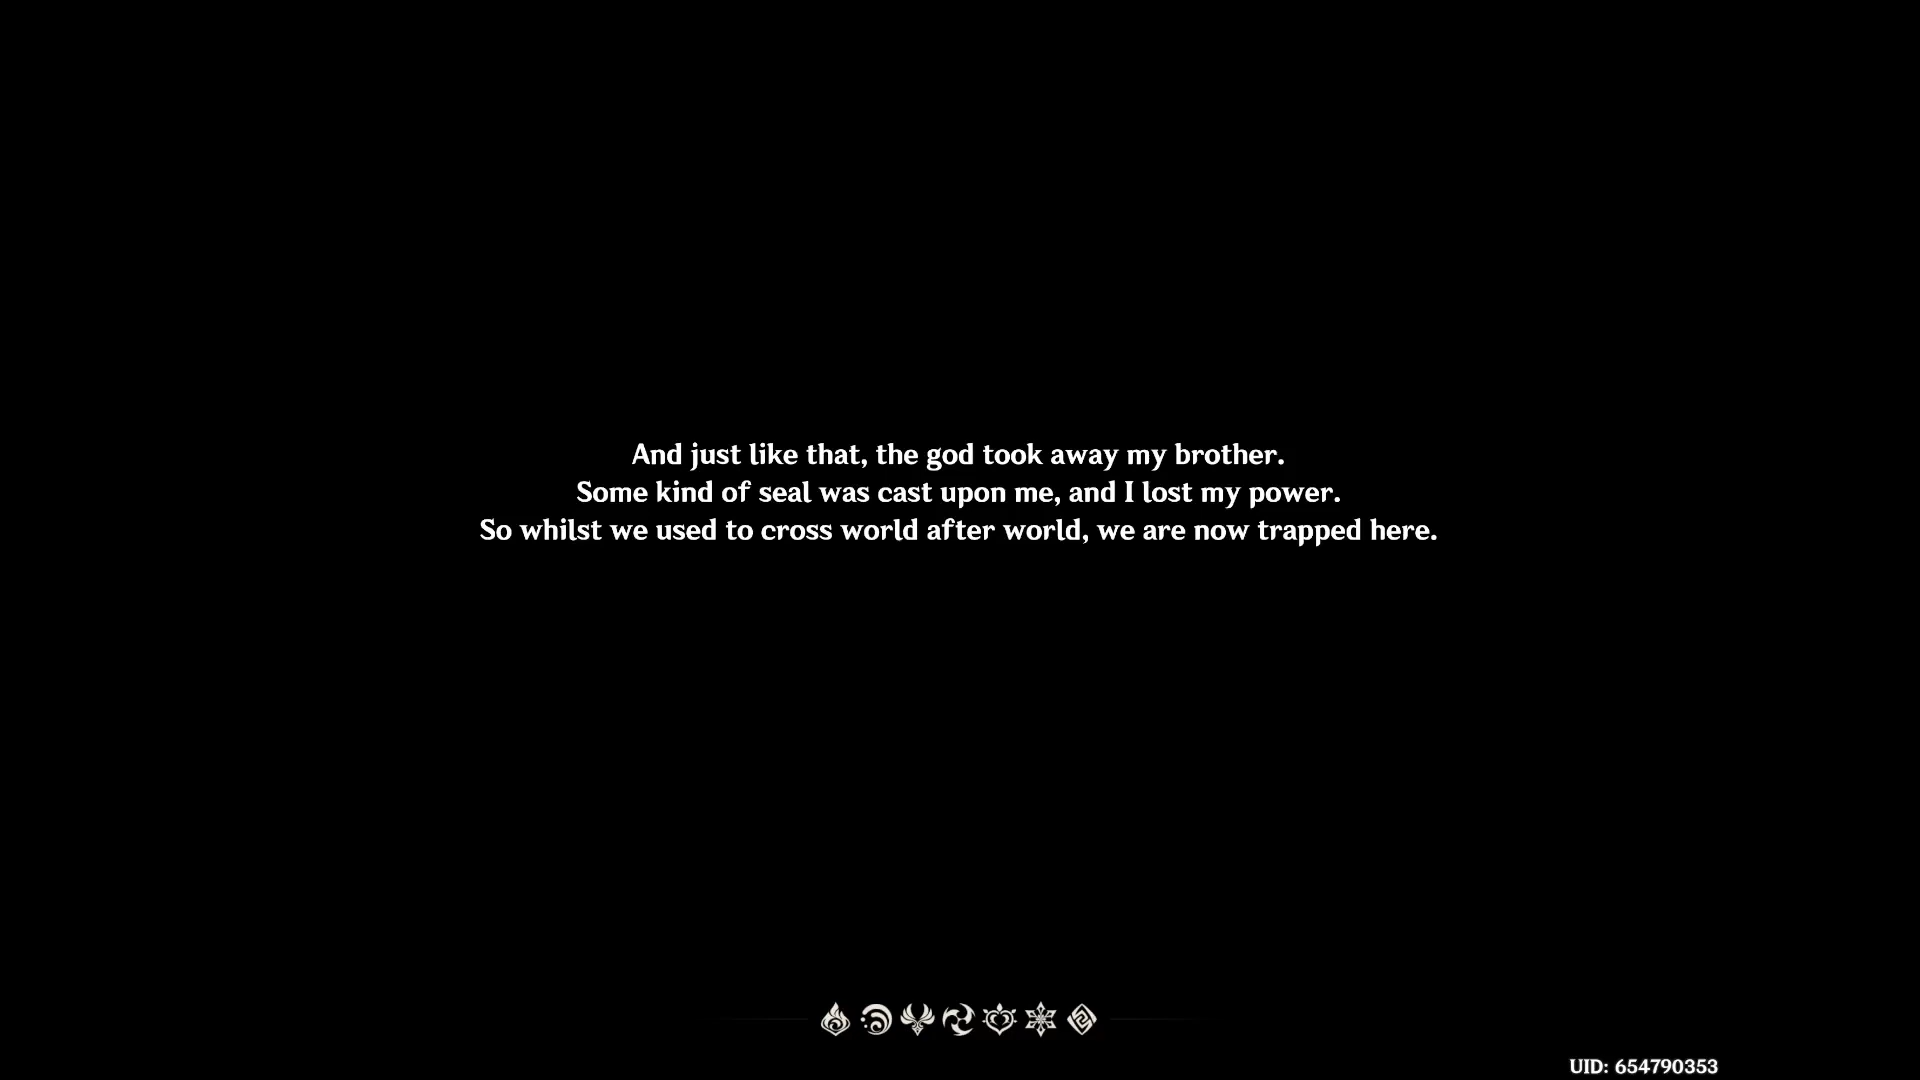 And just like that, the god took away my brother.
Some kind of seal was cast upon me, and I lost my power.
So whilst we used to cross world after world, we are now trapped here.
UID: 654790353